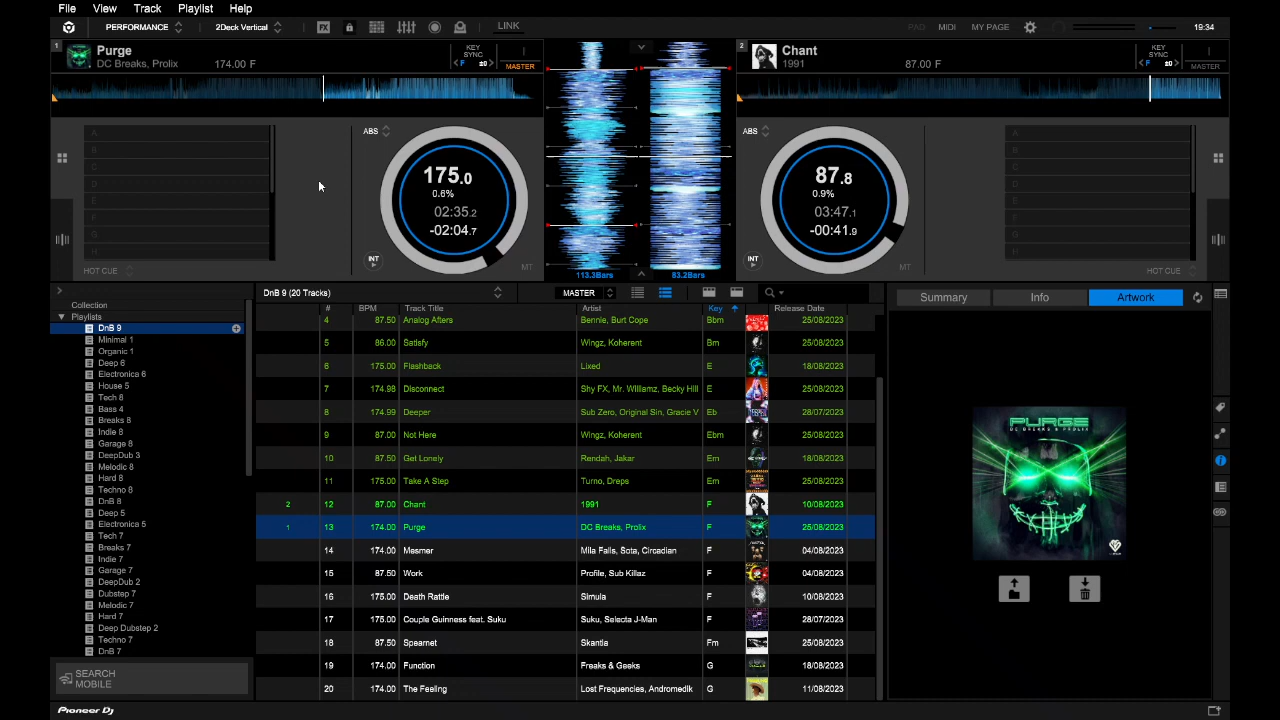 File View Track Playlist Help
PERFORMANCE 2Deck Vertical FX LINK PAD MIDI MY PAGE 19:34
1 Purge KEY SYNC
DC Breaks, Prolix 174.00 F < F ±0 > MASTER
2 Chant KEY SYNC
1991 87.00 F < F ±0 > MASTER
A
B
C
D
E
F
G
H
HOT CUE
ABS
175.0
0.6%
02:35.2
-02:04.7
INT
MT
113.3Bars 83.2Bars
ABS
87.8
0.9%
03:47.1
-00:41.9
INT
MT
A
B
C
D
E
F
G
H
HOT CUE
Collection
Playlists
DnB 9
Minimal 1
Organic 1
Deep 6
Electronica 6
House 5
Tech 8
Bass 4
Breaks 8
Indie 8
Garage 8
DeepDub 3
Melodic 8
Hard 8
Techno 8
DnB 8
Deep 5
Electronica 5
Tech 7
Breaks 7
Indie 7
Garage 7
DeepDub 2
Dubstep 7
Melodic 7
Hard 7
Deep Dubstep 2
Techno 7
DnB 7
SEARCH
MOBILE
DnB 9 (20 Tracks) MASTER
# BPM Track Title Artist Key Release Date
4 87.50 Analog Afters Bennie, Burt Cope Bbm 25/08/2023
5 86.00 Satisfy Wingz, Koherent Bm 25/08/2023
6 175.00 Flashback Lixed E 18/08/2023
7 174.98 Disconnect Shy FX, Mr. Williamz, Becky Hill E 25/08/2023
8 174.99 Deeper Sub Zero, Original Sin, Gracie V Eb 28/07/2023
9 87.00 Not Here Wingz, Koherent Ebm 25/08/2023
10 87.50 Get Lonely Rendah, Jakar Em 18/08/2023
11 175.00 Take A Step Turno, Dreps Em 25/08/2023
2 12 87.00 Chant 1991 F 10/08/2023
1 13 174.00 Purge DC Breaks, Prolix F 25/08/2023
14 174.00 Mesmer Mila Falls, Sota, Circadian F 04/08/2023
15 87.50 Work Profile, Sub Killaz F 04/08/2023
16 175.00 Death Rattle Simula F 10/08/2023
17 175.00 Couple Guinness feat. Suku Suku, Selecta J-Man F 28/07/2023
18 87.50 Spearnet Skantia Fm 25/08/2023
19 174.00 Function Freaks & Geeks G 18/08/2023
20 174.00 The Feeling Lost Frequencies, Andromedik G 11/08/2023
Summary Info Artwork
PURGE
DC BREAKS & PROLIX
Pioneer Dj